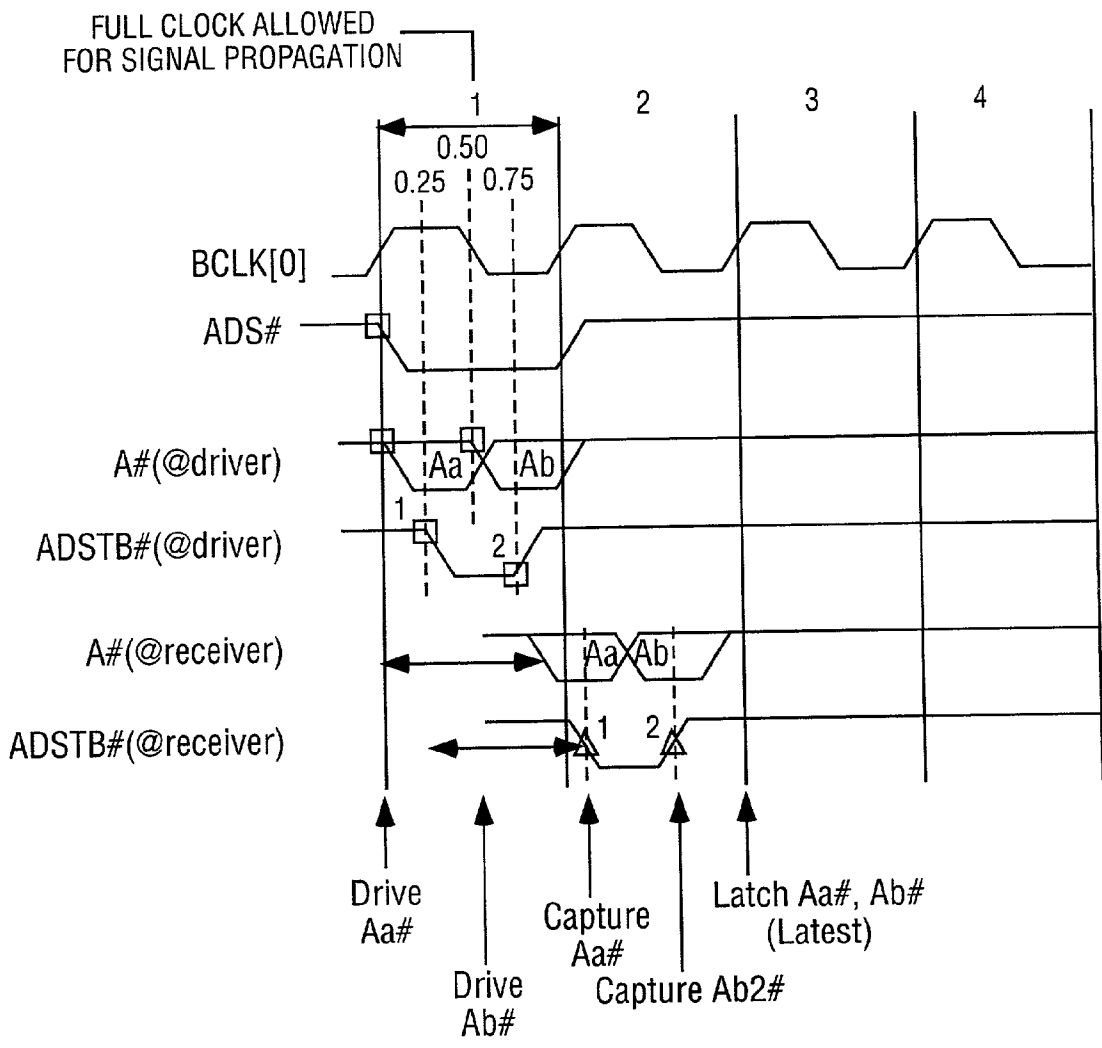 FULL CLOCK ALLOWED
FOR SIGNAL PROPAGATION
1
2
3
4
0.50
0.25
0.75
BCLK[0]
ADS#
A#(@driver)
Aa
Ab
1
ADSTB#(@driver)
2
A#(@receiver)
Aa
Ab
1
2
ADSTB#(@receiver)
Drive
Aa#
Drive
Ab#
Capture
Aa#
Capture Ab2#
Latch Aa#, Ab#
(Latest)